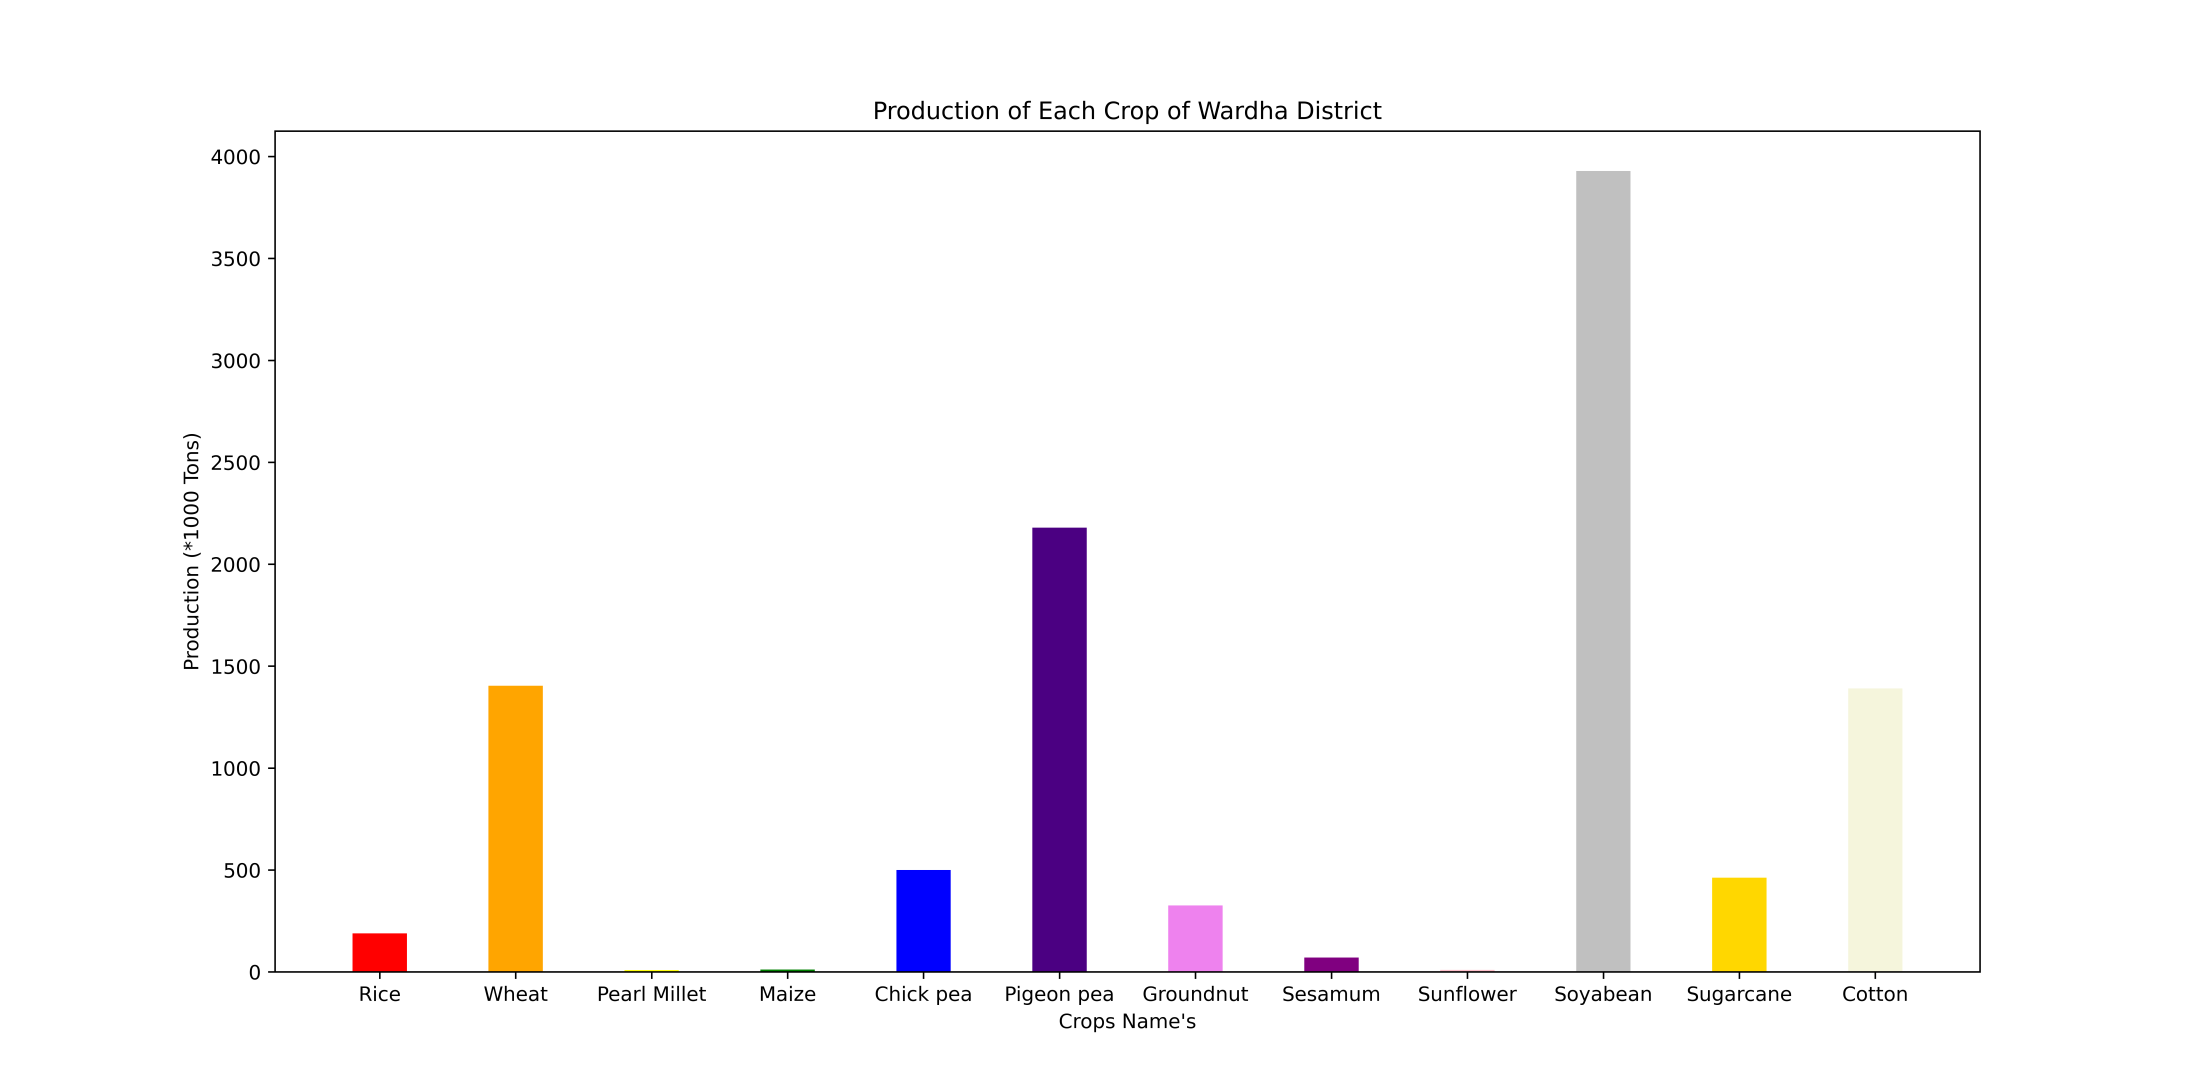 Production of Each Crop of Wardha District
4000
3500
3000
2500
2000
1500
1000
500
0
Production (*1000 Tons)
Rice Wheat Pearl Millet Maize Chick pea Pigeon pea Groundnut Sesamum Sunflower Soyabean Sugarcane Cotton
Crops Name's